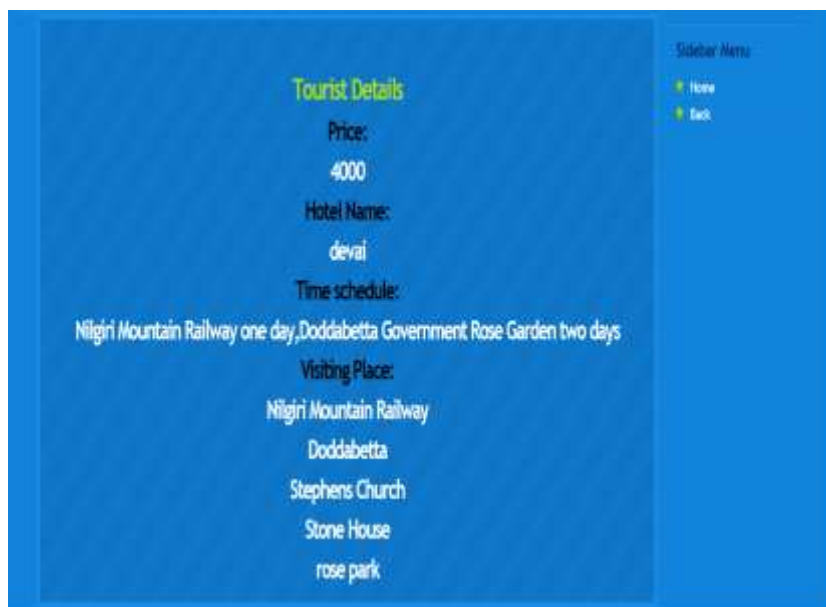 Tourist Details
Price:
4000
Hotel Name:
devai
Time schedule:
Nilgiri Mountain Railway one day,Doddabetta Government Rose Garden two days
Visiting Place:
Nilgiri Mountain Railway
Doddabetta
Stephens Church
Stone House
rose park
Sidebar Menu
Home
Back